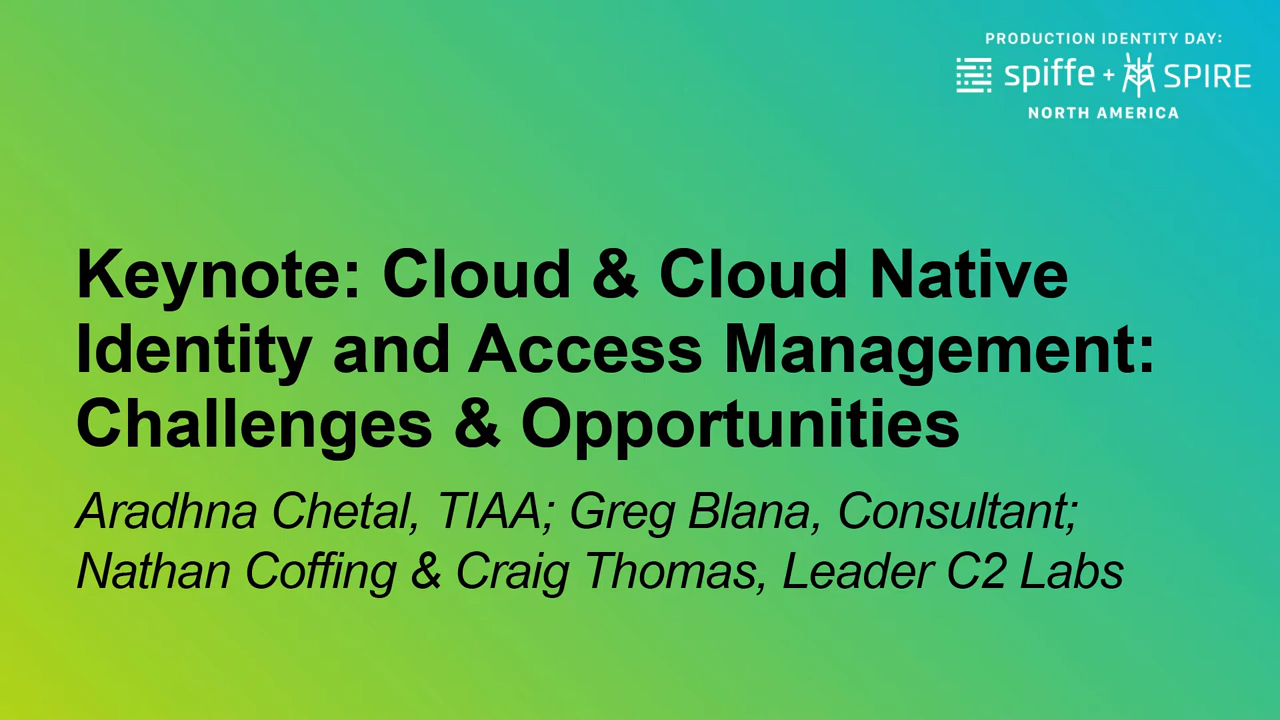 PRODUCTION IDENTITY DAY:
spiffe + SPIRE
NORTH AMERICA
Keynote: Cloud & Cloud Native
Identity and Access Management:
Challenges & Opportunities
Aradhna Chetal, TIAA; Greg Blana, Consultant;
Nathan Coffing & Craig Thomas, Leader C2 Labs